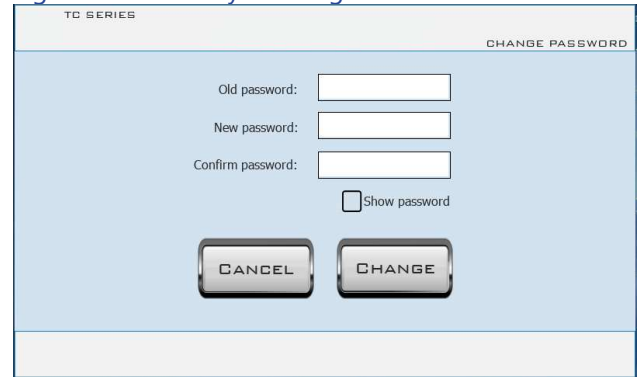 TC SERIES
CHANGE PASSWORD
Old password:
New password:
Confirm password:
Show password
CANCEL
CHANGE